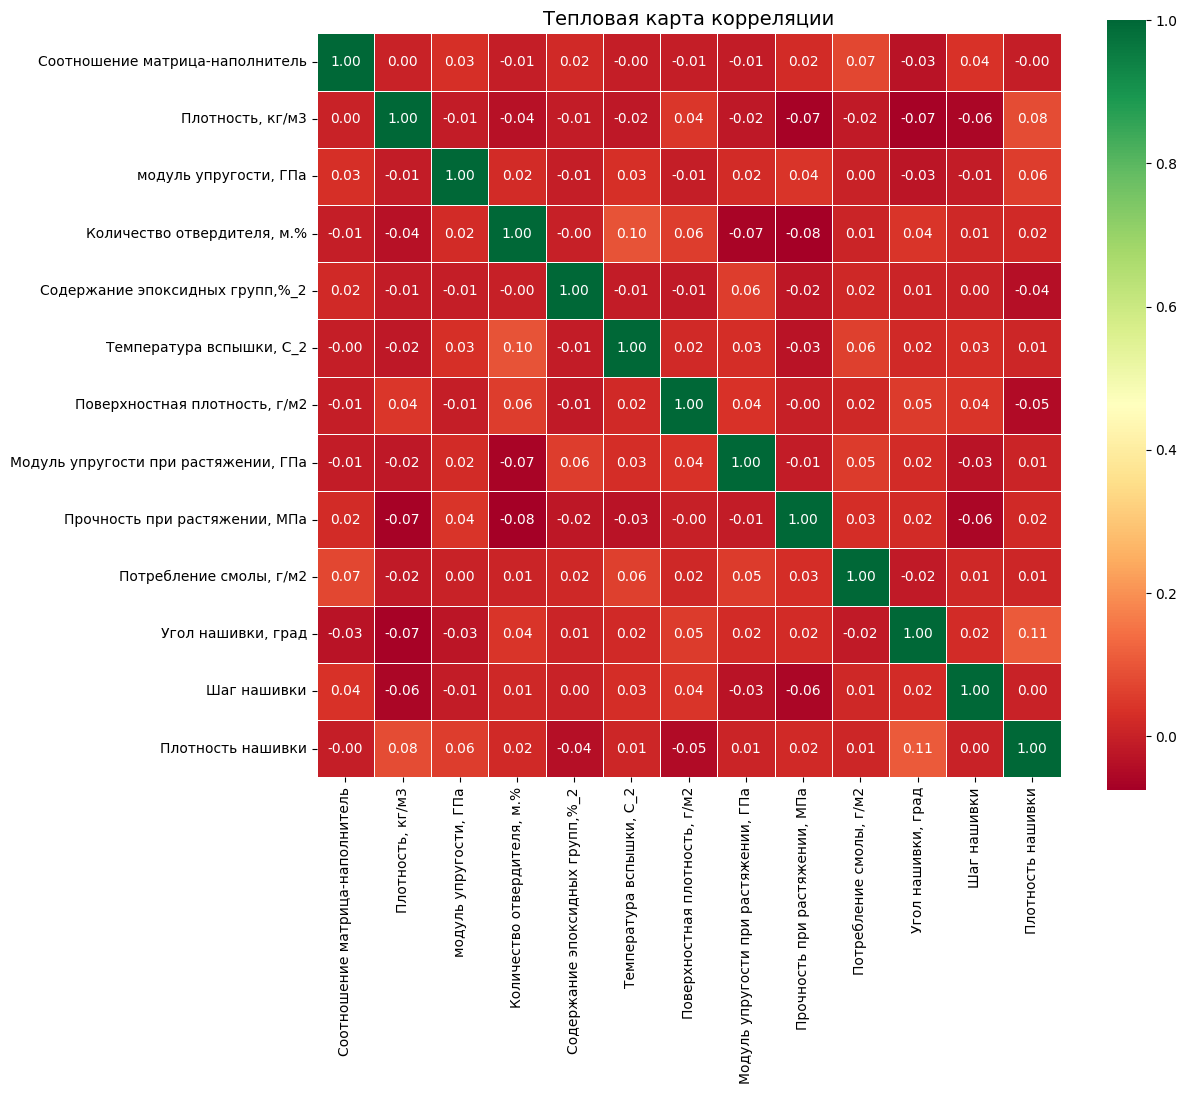 Тепловая карта корреляции
Соотношение матрица-наполнитель 1.00 0.00 0.03 -0.01 0.02 -0.00 -0.01 -0.01 0.02 0.07 -0.03 0.04 -0.00
Плотность, кг/м3 0.00 1.00 -0.01 -0.04 -0.01 -0.02 0.04 -0.02 -0.07 -0.02 -0.07 -0.06 0.08
модуль упругости, ГПа 0.03 -0.01 1.00 0.02 -0.01 0.03 -0.01 0.02 0.04 0.00 -0.03 -0.01 0.06
Количество отвердителя, м.% -0.01 -0.04 0.02 1.00 -0.00 0.10 0.06 -0.07 -0.08 0.01 0.04 0.01 0.02
Содержание эпоксидных групп,%_2 0.02 -0.01 -0.01 -0.00 1.00 -0.01 -0.01 0.06 -0.02 0.02 0.01 0.00 -0.04
Температура вспышки, С_2 -0.00 -0.02 0.03 0.10 -0.01 1.00 0.02 0.03 -0.03 0.06 0.02 0.03 0.01
Поверхностная плотность, г/м2 -0.01 0.04 -0.01 0.06 -0.01 0.02 1.00 0.04 -0.00 0.02 0.05 0.04 -0.05
Модуль упругости при растяжении, ГПа -0.01 -0.02 0.02 -0.07 0.06 0.03 0.04 1.00 -0.01 0.05 0.02 -0.03 0.01
Прочность при растяжении, МПа 0.02 -0.07 0.04 -0.08 -0.02 -0.03 -0.00 -0.01 1.00 0.03 0.02 -0.06 0.02
Потребление смолы, г/м2 0.07 -0.02 0.00 0.01 0.02 0.06 0.02 0.05 0.03 1.00 -0.02 0.01 0.01
Угол нашивки, град -0.03 -0.07 -0.03 0.04 0.01 0.02 0.05 0.02 0.02 -0.02 1.00 0.02 0.11
Шаг нашивки 0.04 -0.06 -0.01 0.01 0.00 0.03 0.04 -0.03 -0.06 0.01 0.02 1.00 0.00
Плотность нашивки -0.00 0.08 0.06 0.02 -0.04 0.01 -0.05 0.01 0.02 0.01 0.11 0.00 1.00
Соотношение матрица-наполнитель
Плотность, кг/м3
модуль упругости, ГПа
Количество отвердителя, м.%
Содержание эпоксидных групп,%_2
Температура вспышки, С_2
Поверхностная плотность, г/м2
Модуль упругости при растяжении, ГПа
Прочность при растяжении, МПа
Потребление смолы, г/м2
Угол нашивки, град
Шаг нашивки
Плотность нашивки
1.0
0.8
0.6
0.4
0.2
0.0